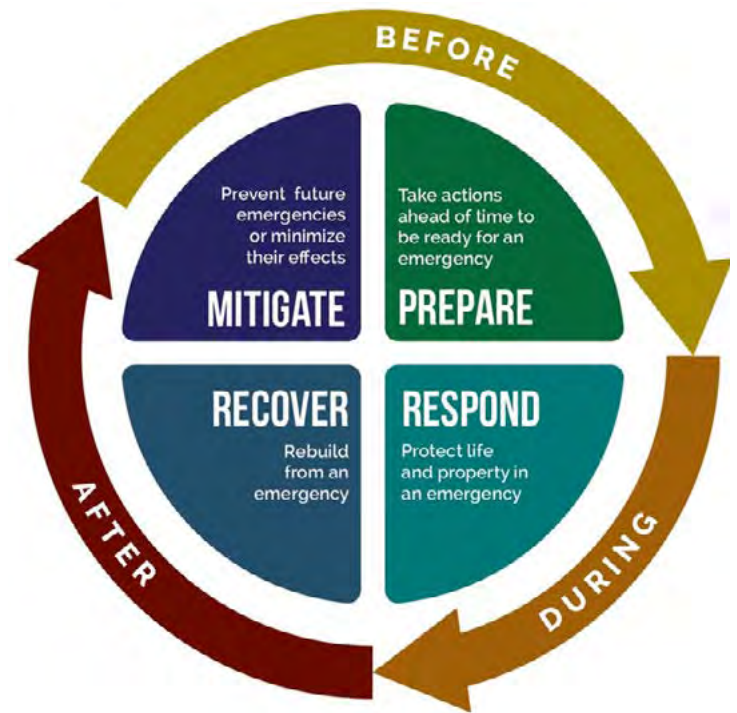 BEFORE
Prevent future
emergencies
or minimize
their effects
MITIGATE
Take actions
ahead of time to
be ready for an
emergency
PREPARE
RECOVER
Rebuild
from an
emergency
RESPOND
Protect life
and property in
an emergency
AFTER
DURING